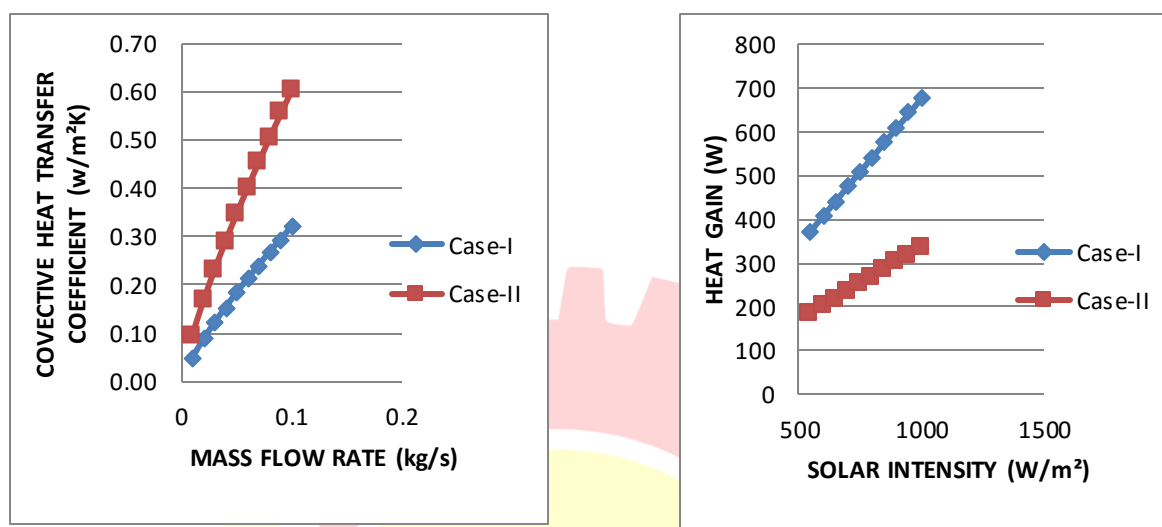 COVECTIVE HEAT TRANSFER
COEFFICIENT (w/m²K)
0.70
0.60
0.50
0.40
0.30
0.20
0.10
0.00
0
0.1
0.2
MASS FLOW RATE (kg/s)
Case-I
Case-II
HEAT GAIN (W)
800
700
600
500
400
300
200
100
0
500
1000
1500
SOLAR INTENSITY (W/m²)
Case-I
Case-II